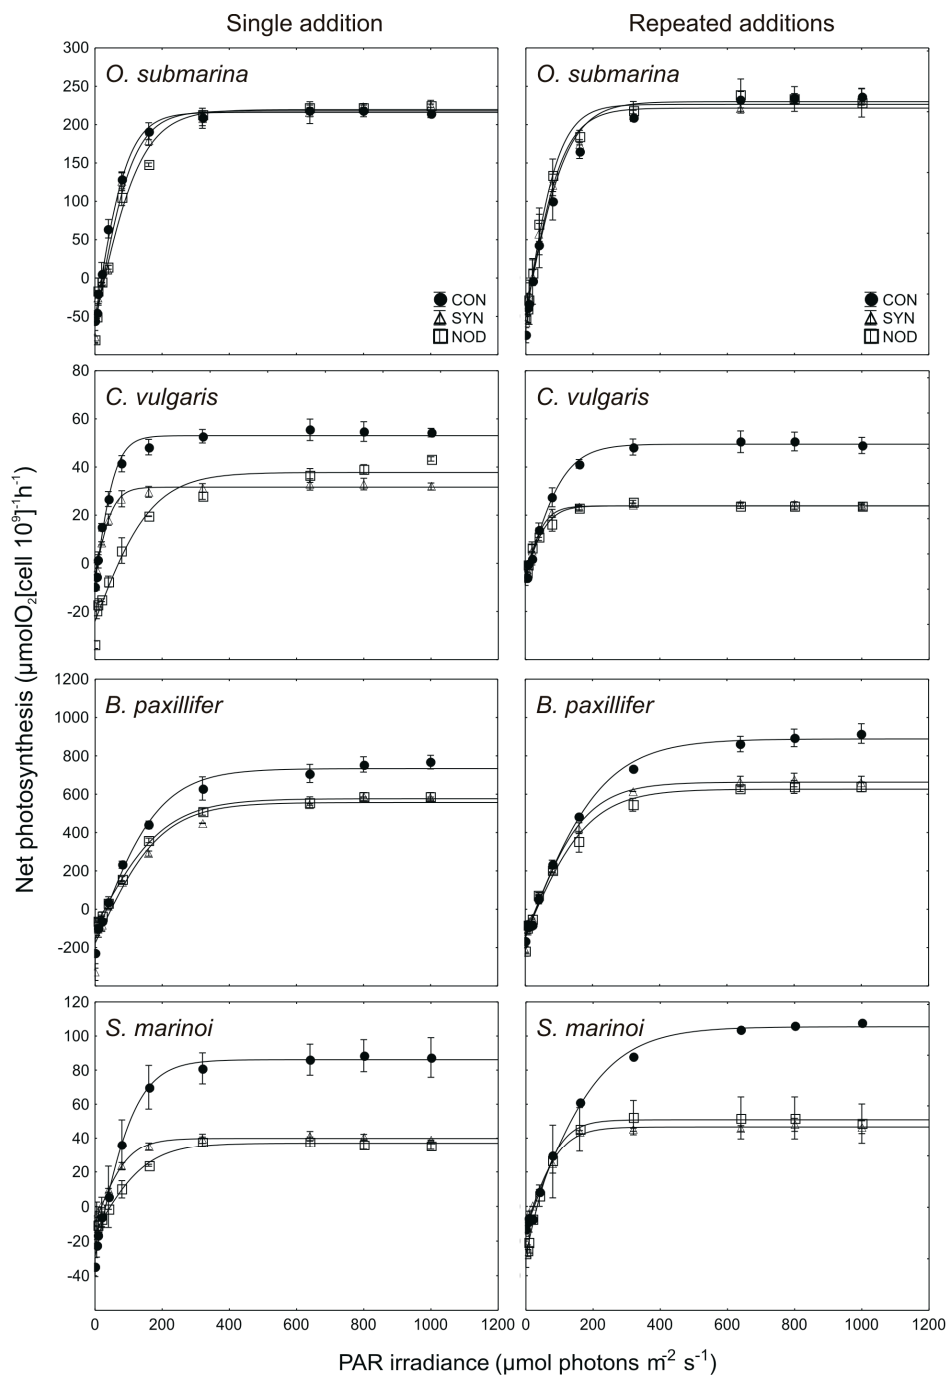 Single addition
Repeated additions
Net photosynthesis (µmolO₂[cell 10⁹]⁻¹h⁻¹)
300
250
200
150
100
50
0
-50
O. submarina
CON
SYN
NOD
O. submarina
CON
SYN
NOD
80
60
40
20
0
-20
C. vulgaris
C. vulgaris
1200
1000
800
600
400
200
0
-200
B. paxillifer
B. paxillifer
120
100
80
60
40
20
0
-20
-40
S. marinoi
S. marinoi
0 200 400 600 800 1000 1200
0 200 400 600 800 1000 1200
PAR irradiance (µmol photons m⁻² s⁻¹)